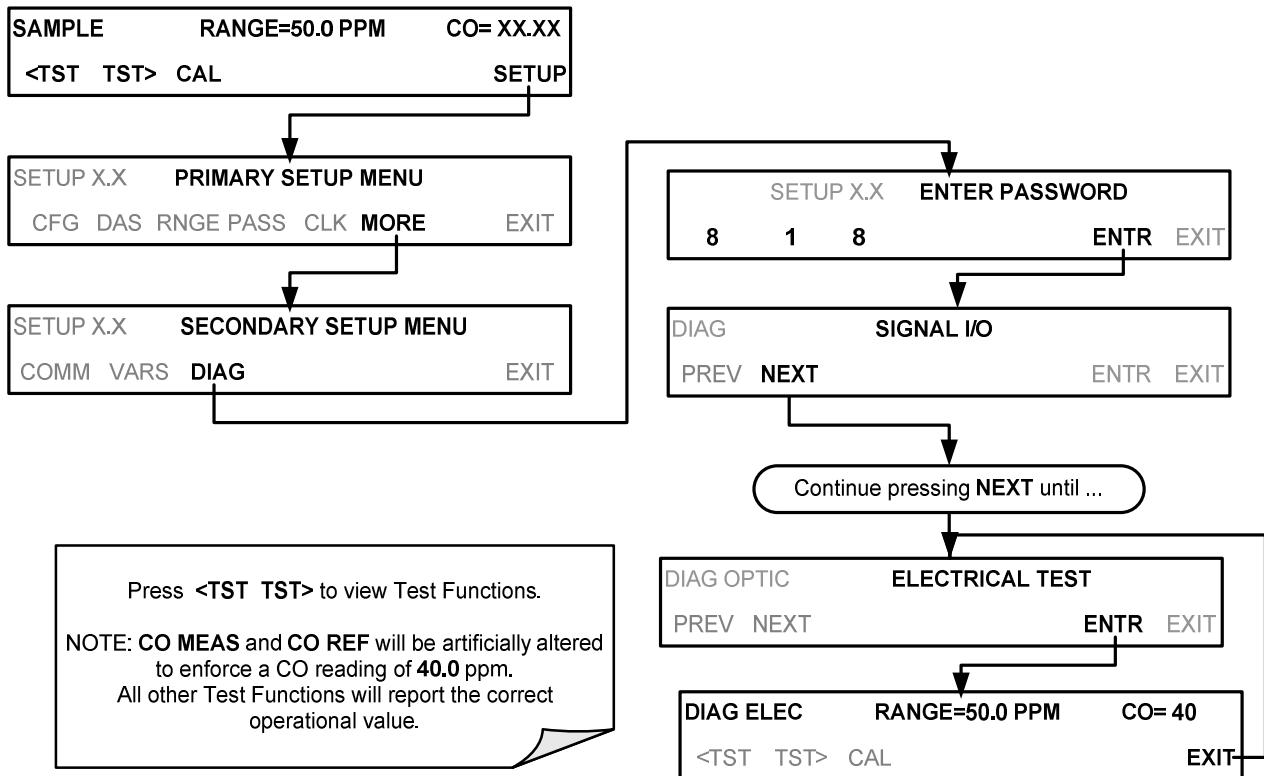 SAMPLE RANGE=50.0 PPM CO= XX.XX
<TST TST> CAL SETUP
SETUP X.X PRIMARY SETUP MENU
CFG DAS RNGE PASS CLK MORE EXIT
SETUP X.X SECONDARY SETUP MENU
COMM VARS DIAG EXIT
SETUP X.X ENTER PASSWORD
8 1 8 ENTR EXIT
DIAG SIGNAL I/O
PREV NEXT ENTR EXIT
Continue pressing NEXT until ...
DIAG OPTIC ELECTRICAL TEST
PREV NEXT ENTR EXIT
DIAG ELEC RANGE=50.0 PPM CO= 40
<TST TST> CAL EXIT
Press <TST TST> to view Test Functions.
NOTE: CO MEAS and CO REF will be artificially altered
to enforce a CO reading of 40.0 ppm.
All other Test Functions will report the correct
operational value.